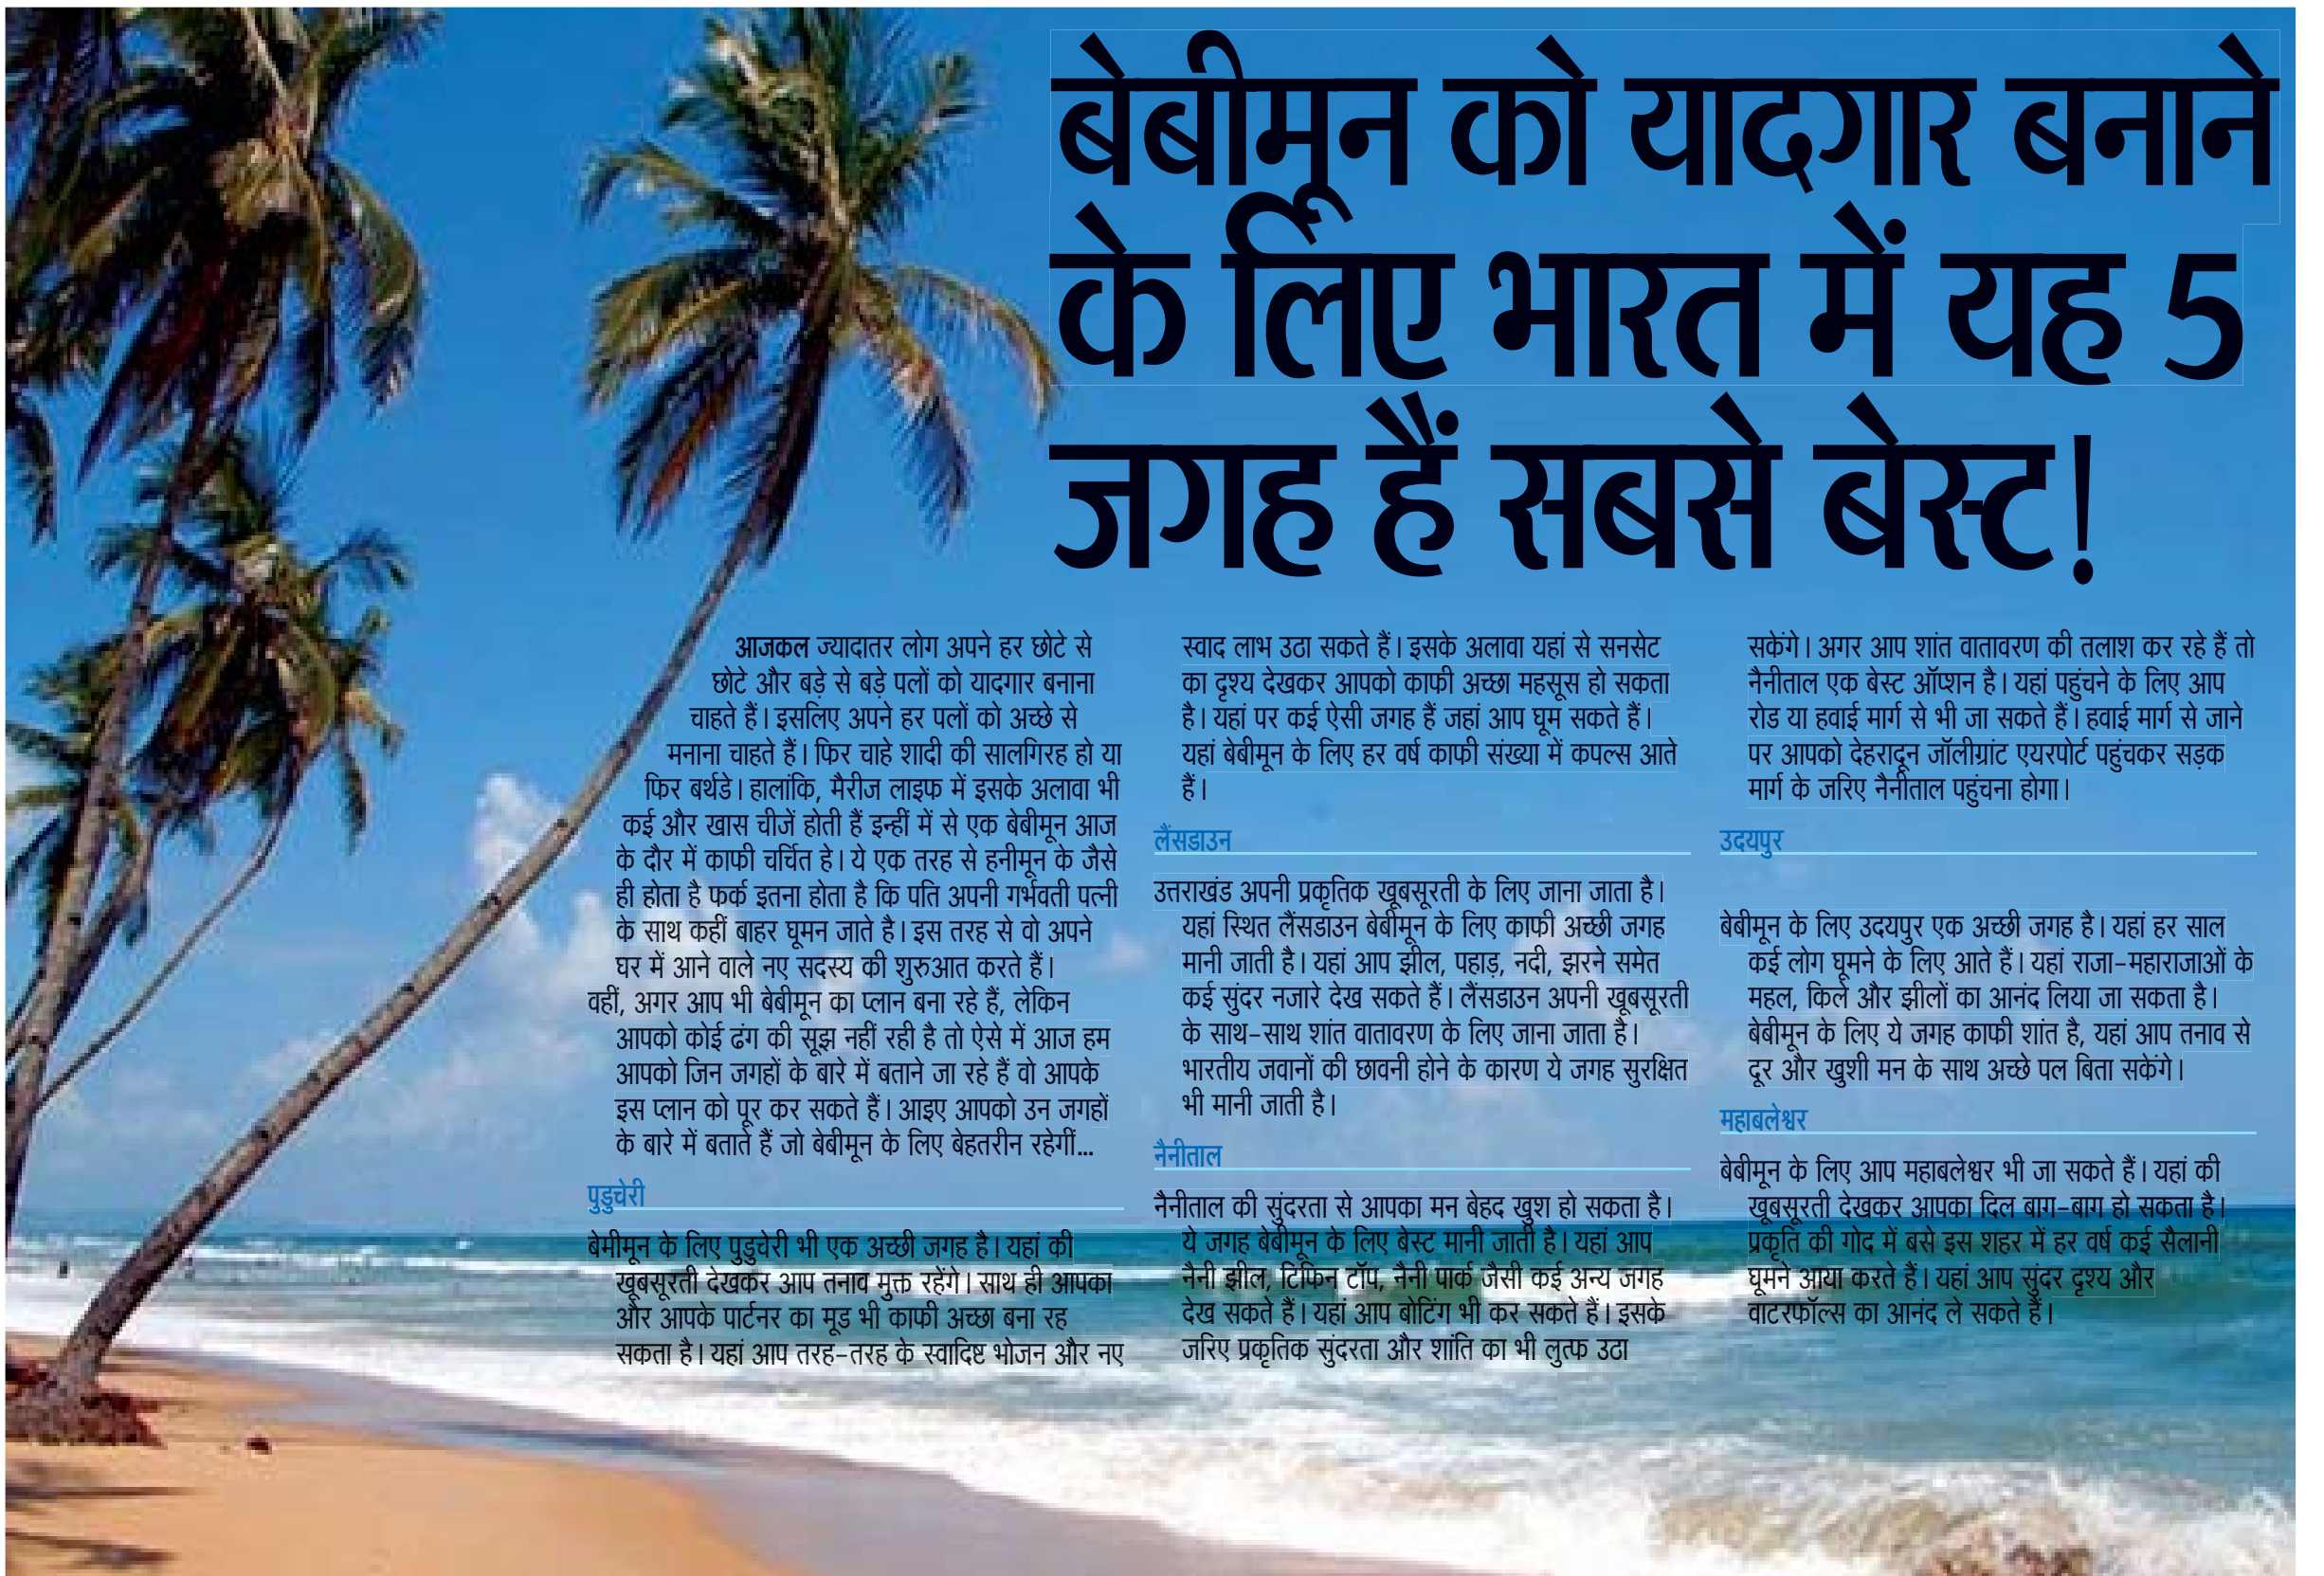 बेबीमून को यादगार बनाने
के लिए भारत में यह 5
जगह हैं सबसे बेस्ट!
आजकल ज्यादातर लोग अपने हर छोटे से
छोटे और बड़े से बड़े पलों को यादगार बनाना
चाहते हैं। इसलिए अपने हर पलों को अच्छे से
मनाना चाहते हैं। फिर चाहे शादी की सालगिरह हो या
फिर बर्थडे। हालांकि, मैरीज लाइफ में इसके अलावा भी
कई और खास चीजें होती हैं इन्हीं में से एक बेबीमून आज
के दौर में काफी चर्चित हे। ये एक तरह से हनीमून के जैसे
ही होता है फर्क इतना होता है कि पति अपनी गर्भवती पत्नी
के साथ कहीं बाहर घूमन जाते है। इस तरह से वो अपने
घर में आने वाले नए सदस्य की शुरुआत करते हैं।
वहीं, अगर आप भी बेबीमून का प्लान बना रहे हैं, लेकिन
आपको कोई ढंग की सूझ नहीं रही है तो ऐसे में आज हम
आपको जिन जगहों के बारे में बताने जा रहे हैं वो आपके
इस प्लान को पूर कर सकते हैं। आइए आपको उन जगहों
के बारे में बताते हैं जो बेबीमून के लिए बेहतरीन रहेगीं...
पुडुचेरी
बेमीमून के लिए पुडुचेरी भी एक अच्छी जगह है। यहां की
खूबसूरती देखकर आप तनाव मुक्त रहेंगे। साथ ही आपका
और आपके पार्टनर का मूड भी काफी अच्छा बना रह
सकता है। यहां आप तरह-तरह के स्वादिष्ट भोजन और नए
स्वाद लाभ उठा सकते हैं। इसके अलावा यहां से सनसेट
का दृश्य देखकर आपको काफी अच्छा महसूस हो सकता
है। यहां पर कई ऐसी जगह हैं जहां आप घूम सकते हैं।
यहां बेबीमून के लिए हर वर्ष काफी संख्या में कपल्स आते
हैं।
लैंसडाउन
उत्तराखंड अपनी प्रकृतिक खूबसूरती के लिए जाना जाता है।
यहां स्थित लैंसडाउन बेबीमून के लिए काफी अच्छी जगह
मानी जाती है। यहां आप झील, पहाड़, नदी, झरने समेत
कई सुंदर नजारे देख सकते हैं। लैंसडाउन अपनी खूबसूरती
के साथ-साथ शांत वातावरण के लिए जाना जाता है।
भारतीय जवानों की छावनी होने के कारण ये जगह सुरक्षित
भी मानी जाती है।
नैनीताल
नैनीताल की सुंदरता से आपका मन बेहद खुश हो सकता है।
ये जगह बेबीमून के लिए बेस्ट मानी जाती है। यहां आप
नैनी झील, टिफिन टॉप, नैनी पार्क जैसी कई अन्य जगह
देख सकते हैं। यहां आप बोटिंग भी कर सकते हैं। इसके
जरिए प्रकृतिक सुंदरता और शांति का भी लुत्फ उठा
सकेंगे। अगर आप शांत वातावरण की तलाश कर रहे हैं तो
नैनीताल एक बेस्ट ऑप्शन है। यहां पहुंचने के लिए आप
रोड या हवाई मार्ग से भी जा सकते हैं। हवाई मार्ग से जाने
पर आपको देहरादून जॉलीग्रांट एयरपोर्ट पहुंचकर सड़क
मार्ग के जरिए नैनीताल पहुंचना होगा।
उदयपुर
बेबीमून के लिए उदयपुर एक अच्छी जगह है। यहां हर साल
कई लोग घूमने के लिए आते हैं। यहां राजा-महाराजाओं के
महल, किले और झीलों का आनंद लिया जा सकता है।
बेबीमून के लिए ये जगह काफी शांत है, यहां आप तनाव से
दूर और खुशी मन के साथ अच्छे पल बिता सकेंगे।
महाबलेश्वर
बेबीमून के लिए आप महाबलेश्वर भी जा सकते हैं। यहां की
खूबसूरती देखकर आपका दिल बाग-बाग हो सकता है।
प्रकृति की गोद में बसे इस शहर में हर वर्ष कई सैलानी
घूमने आया करते हैं। यहां आप सुंदर दृश्य और
वाटरफॉल्स का आनंद ले सकते हैं।